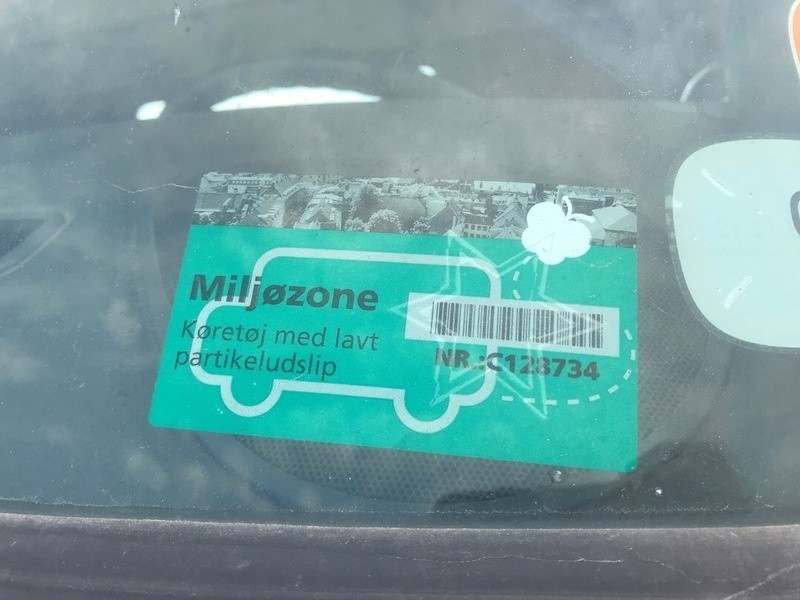 Miljøzone
Køretøj med lavt
partikeludslip
NR.:C128734